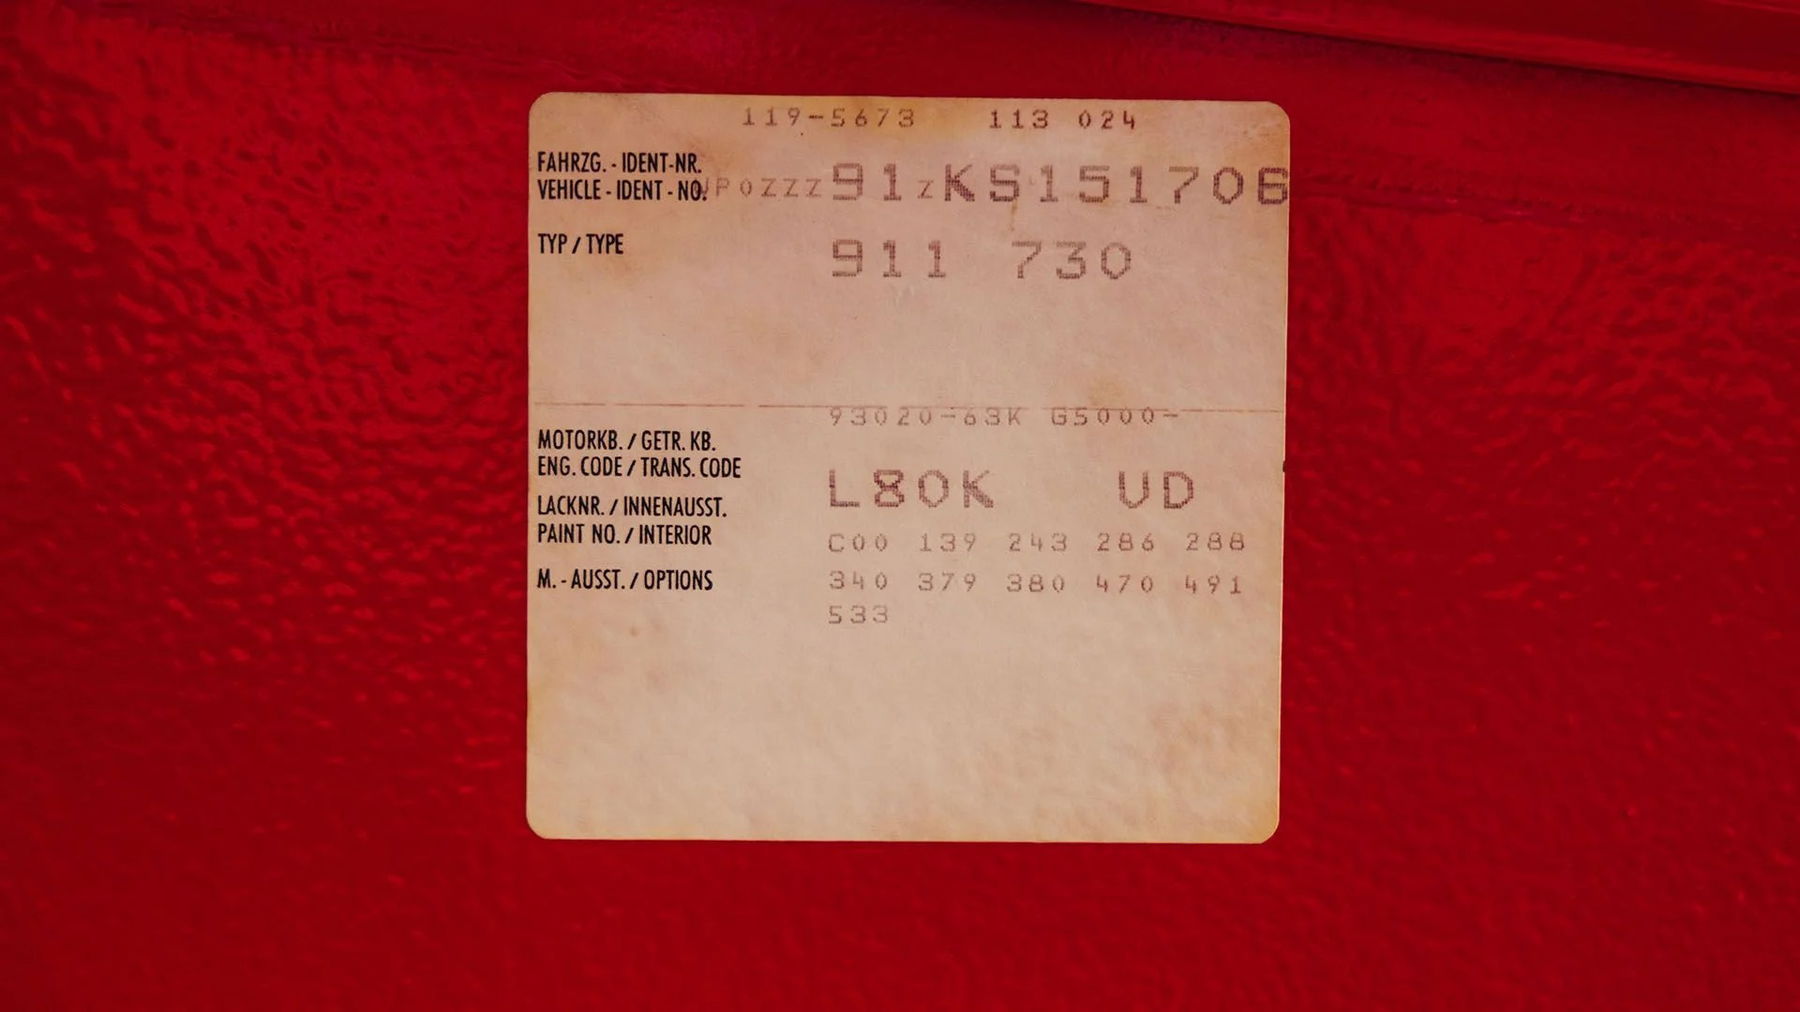 119-5673 113 024
FAHRZG. - IDENT-NR.
VEHICLE - IDENT - NO. WP0ZZZ91ZKS151706
TYP / TYPE 911 730
93020-63K G5000-
MOTORKB. / GETR. KB.
ENG. CODE / TRANS. CODE
L80K UD
LACKNR. / INNENAUSST.
PAINT NO. / INTERIOR
C00 139 243 286 288
M. - AUSST. / OPTIONS 340 379 380 470 491
533